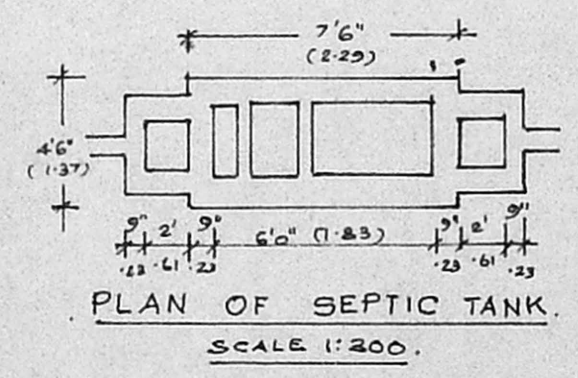 7'6"
(2.29)
4'6"
(1.37)
9" 2' 9" 6'0" (1.83) 9" 2' 9"
.23 .61 .23 .23 .61 .23
PLAN OF SEPTIC TANK.
SCALE 1:200.